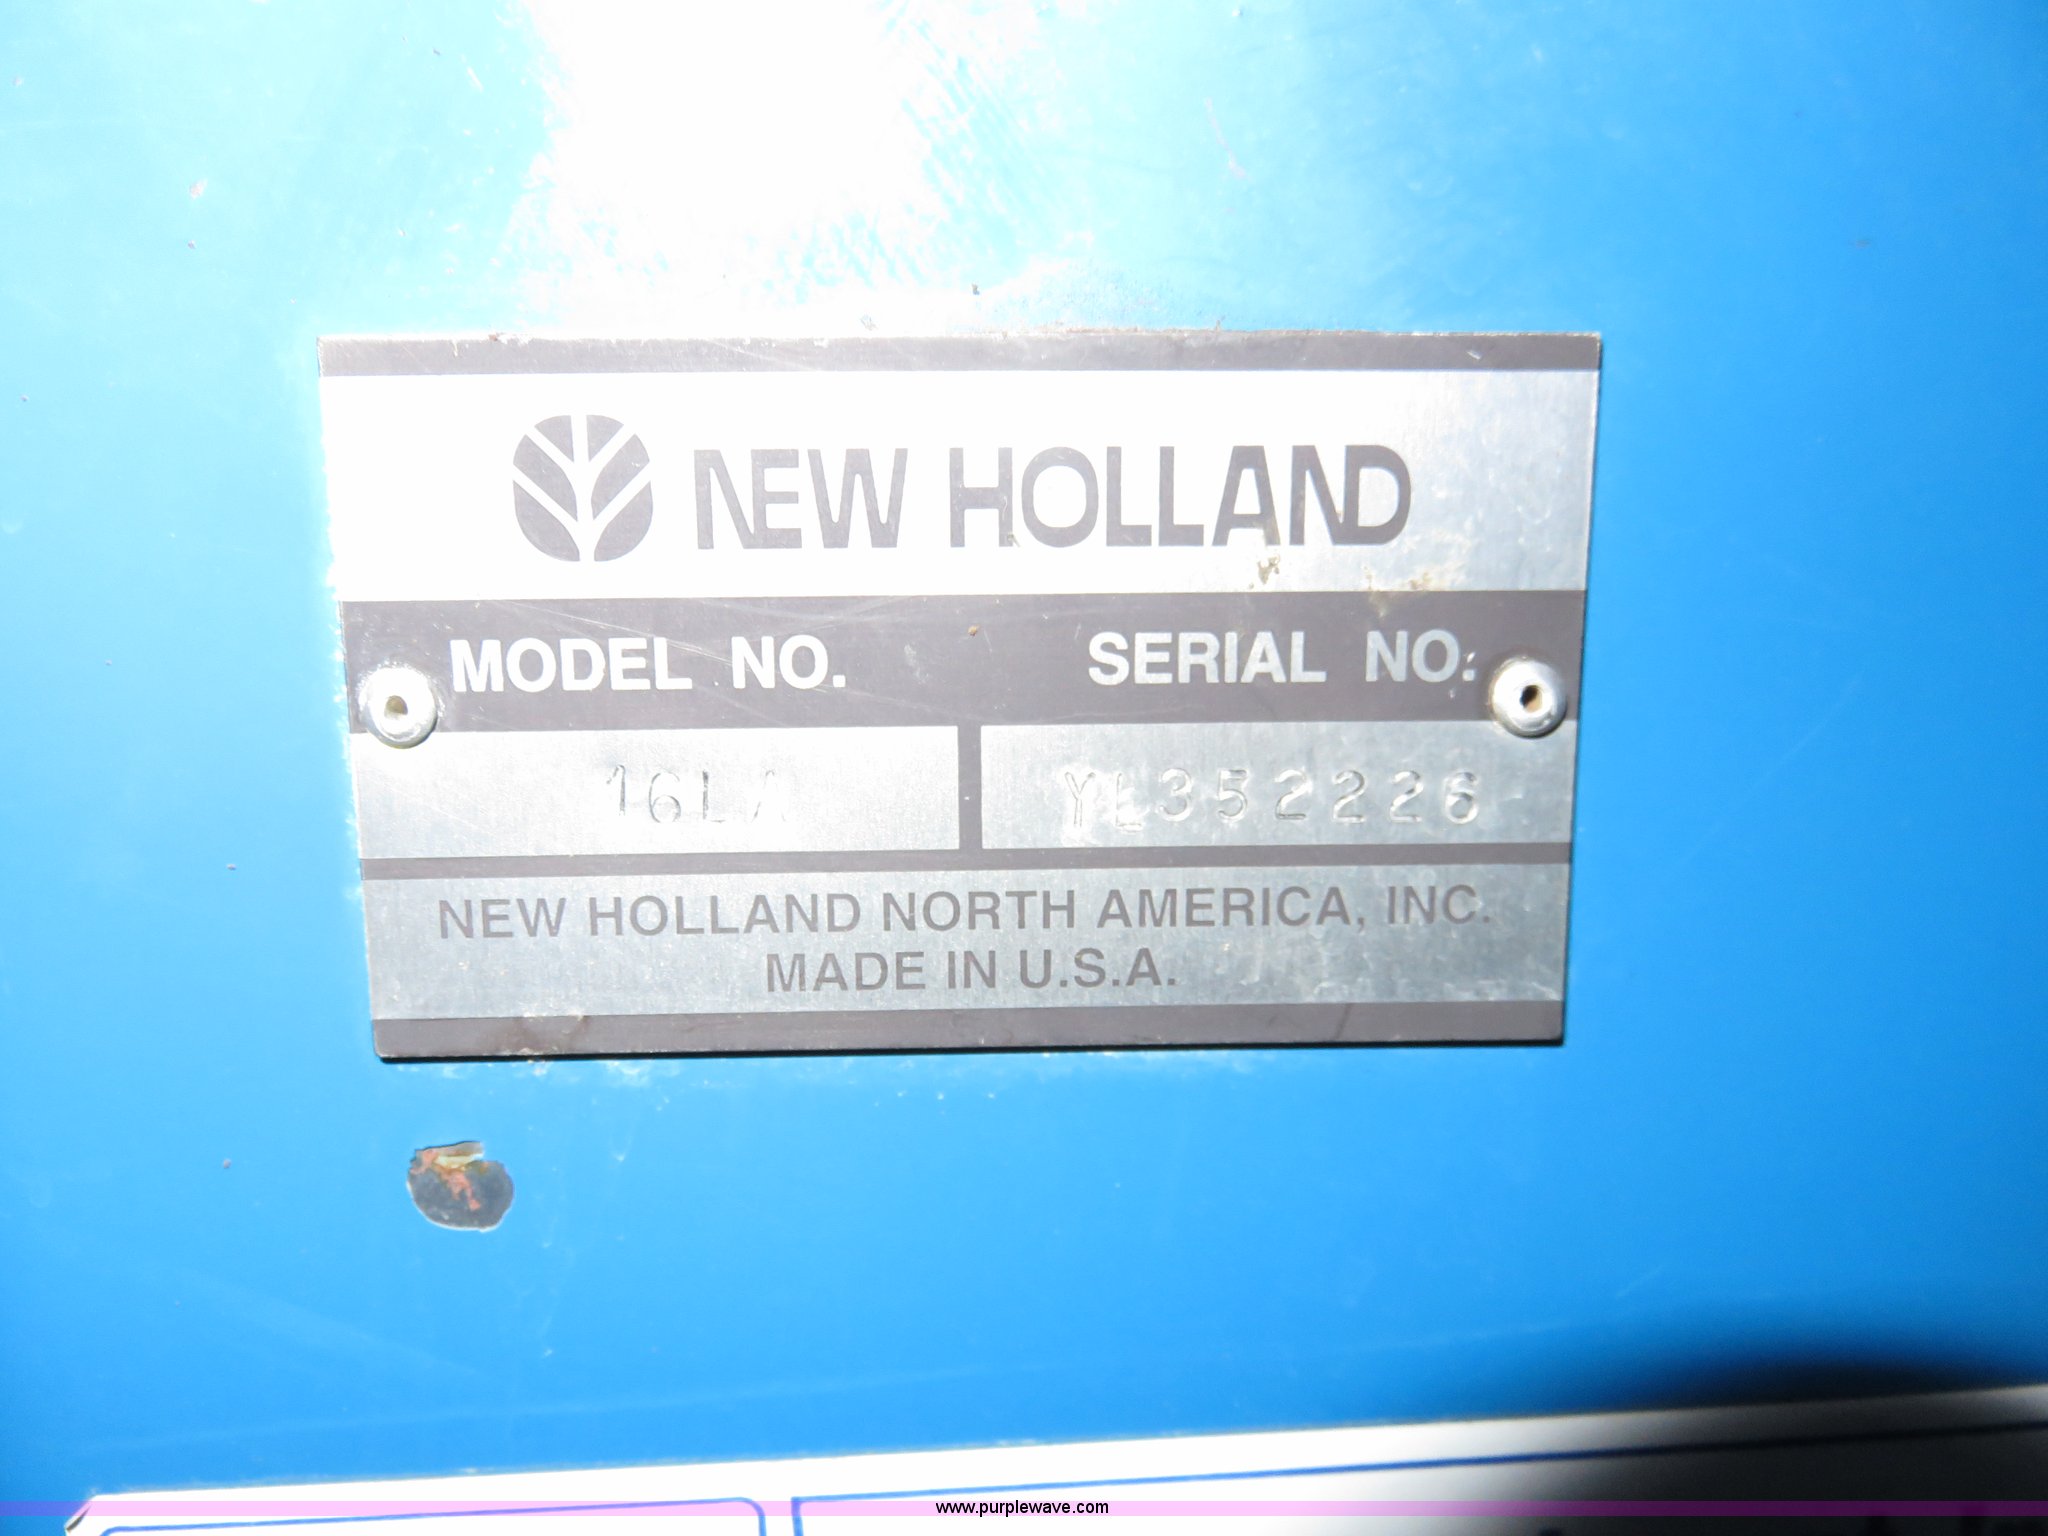 NEW HOLLAND
MODEL NO. SERIAL NO.
16LA YL352226
NEW HOLLAND NORTH AMERICA, INC.
MADE IN U.S.A.
www.purplewave.com